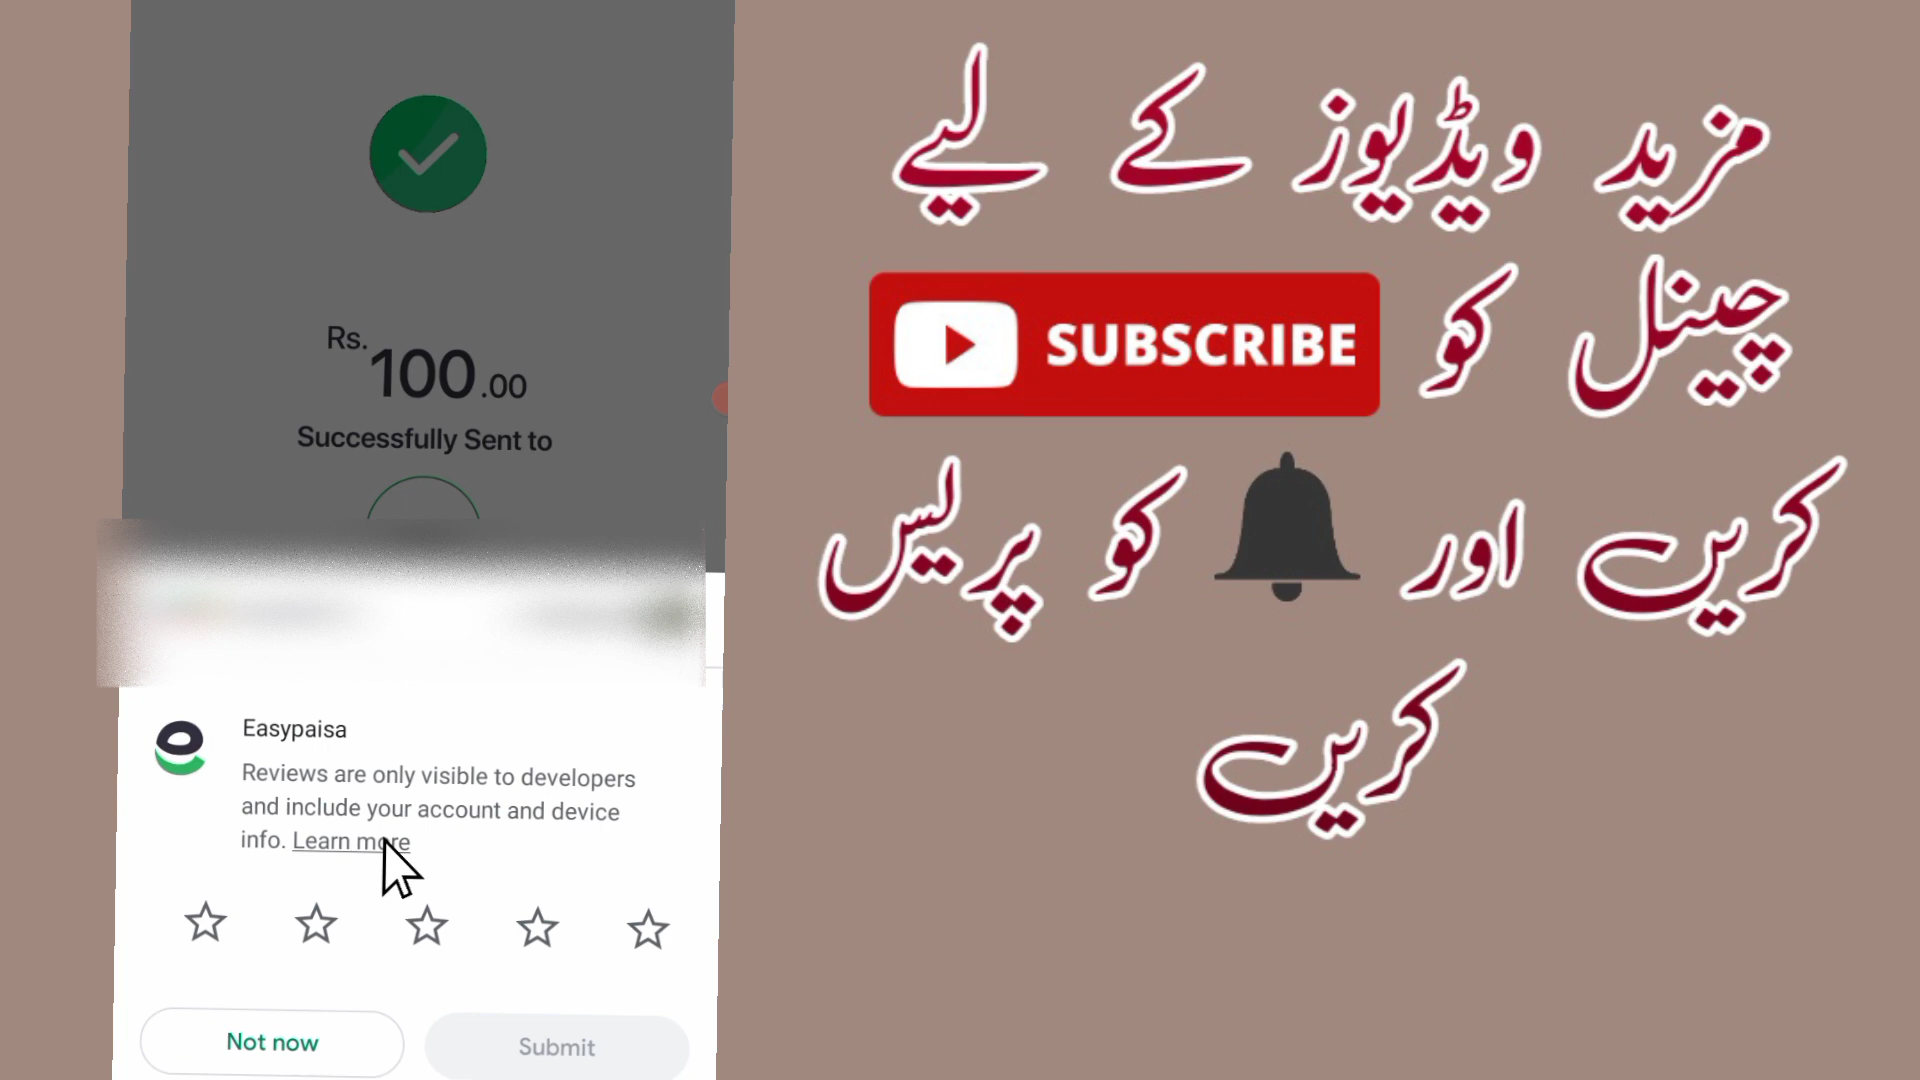 Rs. 100.00
Successfully Sent to
Easypaisa
Reviews are only visible to developers
and include your account and device
info. Learn more
Not now
Submit
مزید ویڈیوز کے لیے
چینل کو SUBSCRIBE
کریں اور کو پریس
کریں